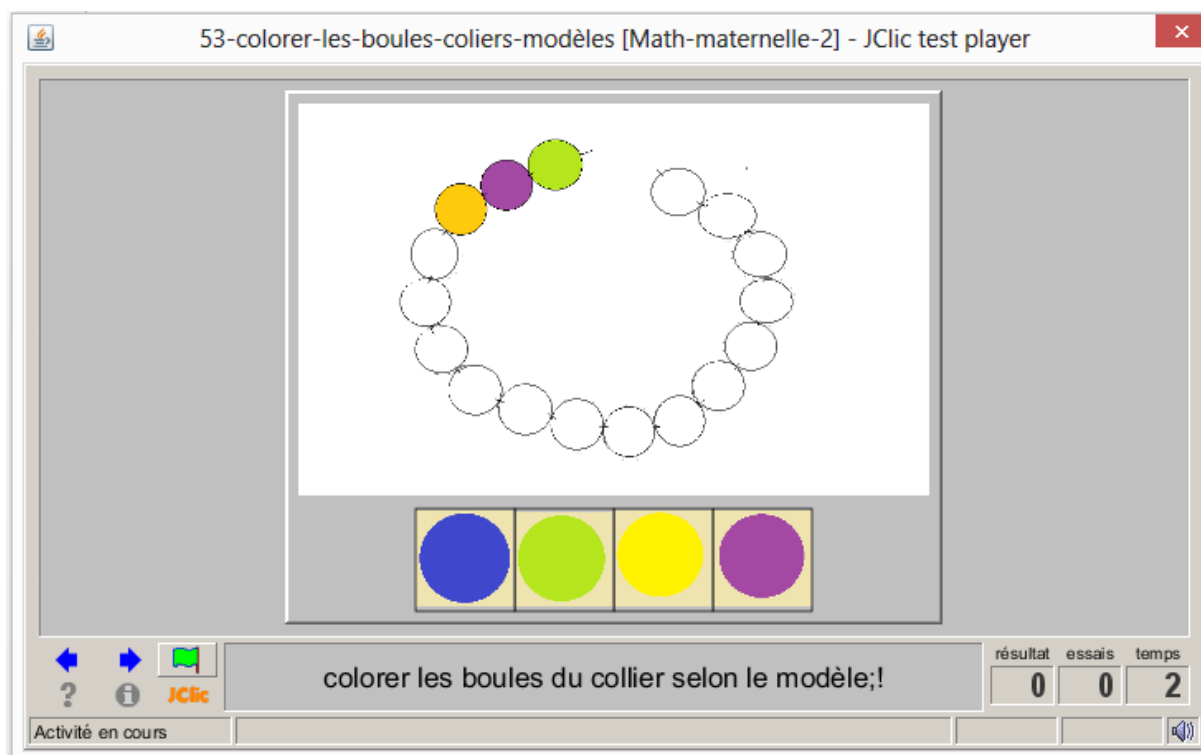 53-colorer-les-boules-coliers-modèles [Math-maternelle-2] - JClic test player
colorer les boules du collier selon le modèle;!
résultat essais temps
0 0 2
JClic
Activité en cours